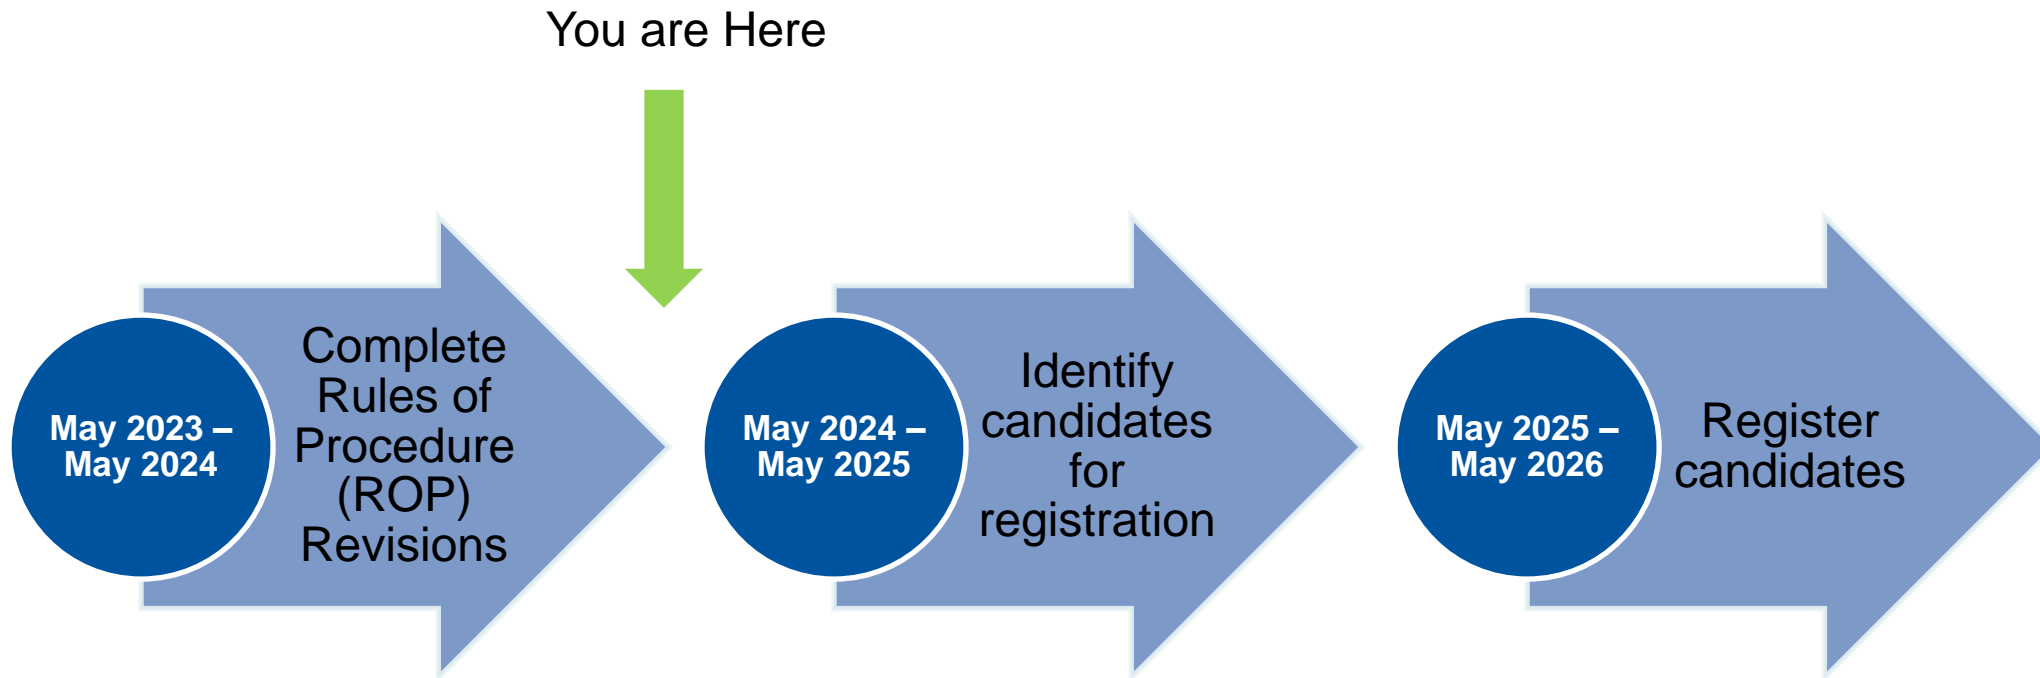 You are Here
May 2023 –
May 2024
Complete
Rules of
Procedure
(ROP)
Revisions
May 2024 –
May 2025
Identify
candidates
for
registration
May 2025 –
May 2026
Register
candidates